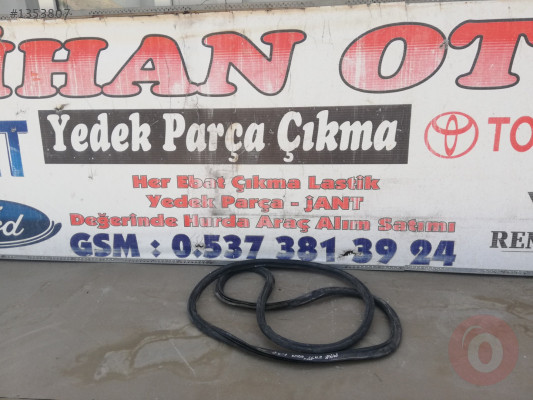 #1353807
İHAN OT
Yedek Parça Çıkma
TO
Her Ebat Çıkma Lastik
Yedek Parça - jANT
Değerinde Hurda Araç Alım Satımı
Ford
REN
GSM : 0.537 381 39 24